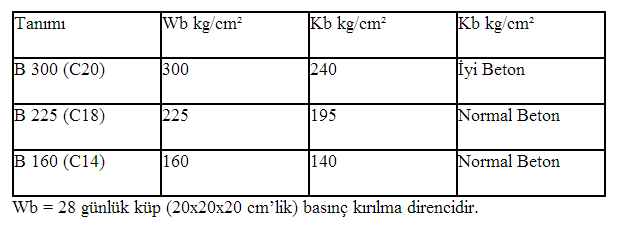 Tanımı Wb kg/cm² Kb kg/cm² Kb kg/cm²
B 300 (C20) 300 240 İyi Beton
B 225 (C18) 225 195 Normal Beton
B 160 (C14) 160 140 Normal Beton
Wb = 28 günlük küp (20x20x20 cm’lik) basınç kırılma direncidir.